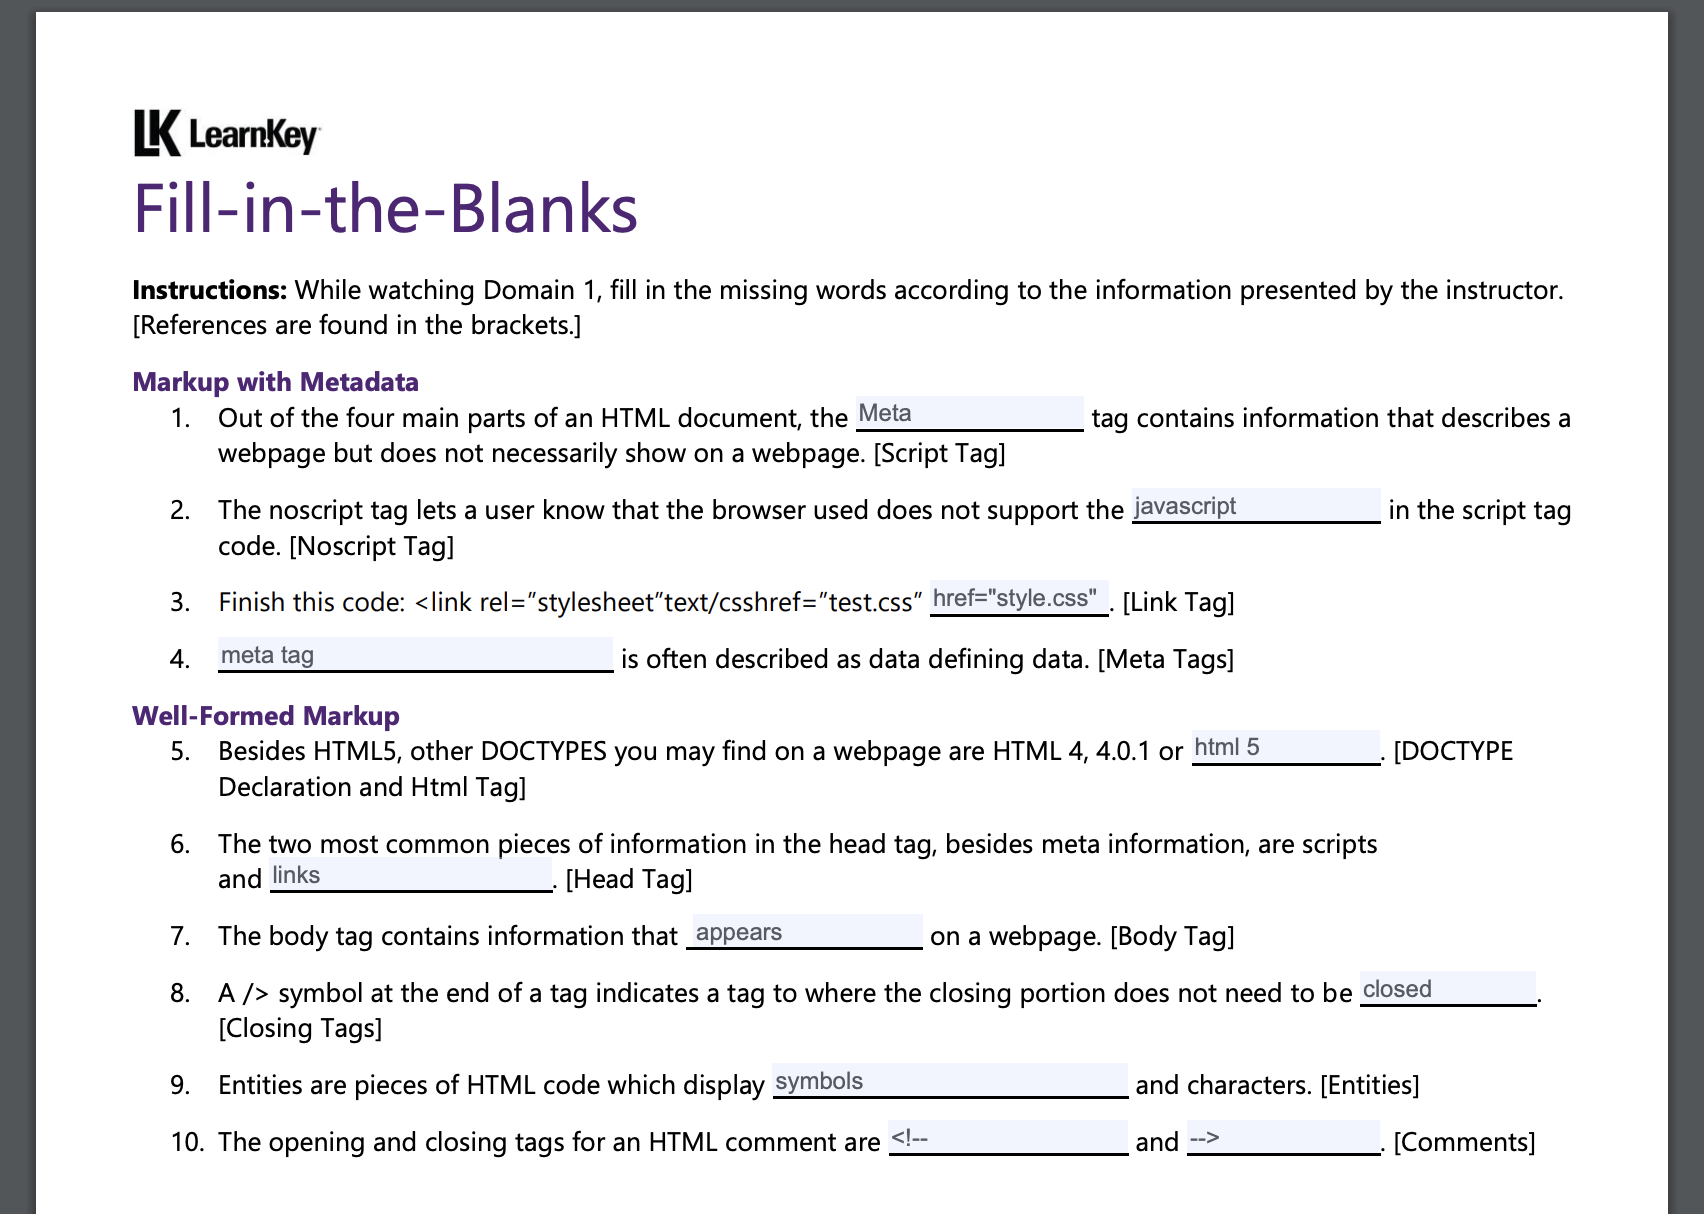 LK LearnKey
Fill-in-the-Blanks
Instructions: While watching Domain 1, fill in the missing words according to the information presented by the instructor.
[References are found in the brackets.]
Markup with Metadata
1. Out of the four main parts of an HTML document, the Meta tag contains information that describes a
webpage but does not necessarily show on a webpage. [Script Tag]
2. The noscript tag lets a user know that the browser used does not support the javascript in the script tag
code. [Noscript Tag]
3. Finish this code: <link rel=”stylesheet”text/csshref=”test.css” href="style.css" . [Link Tag]
4. meta tag is often described as data defining data. [Meta Tags]
Well-Formed Markup
5. Besides HTML5, other DOCTYPES you may find on a webpage are HTML 4, 4.0.1 or html 5. [DOCTYPE
Declaration and Html Tag]
6. The two most common pieces of information in the head tag, besides meta information, are scripts
and links. [Head Tag]
7. The body tag contains information that appears on a webpage. [Body Tag]
8. A /> symbol at the end of a tag indicates a tag to where the closing portion does not need to be closed.
[Closing Tags]
9. Entities are pieces of HTML code which display symbols and characters. [Entities]
10. The opening and closing tags for an HTML comment are <!-- and -->. [Comments]